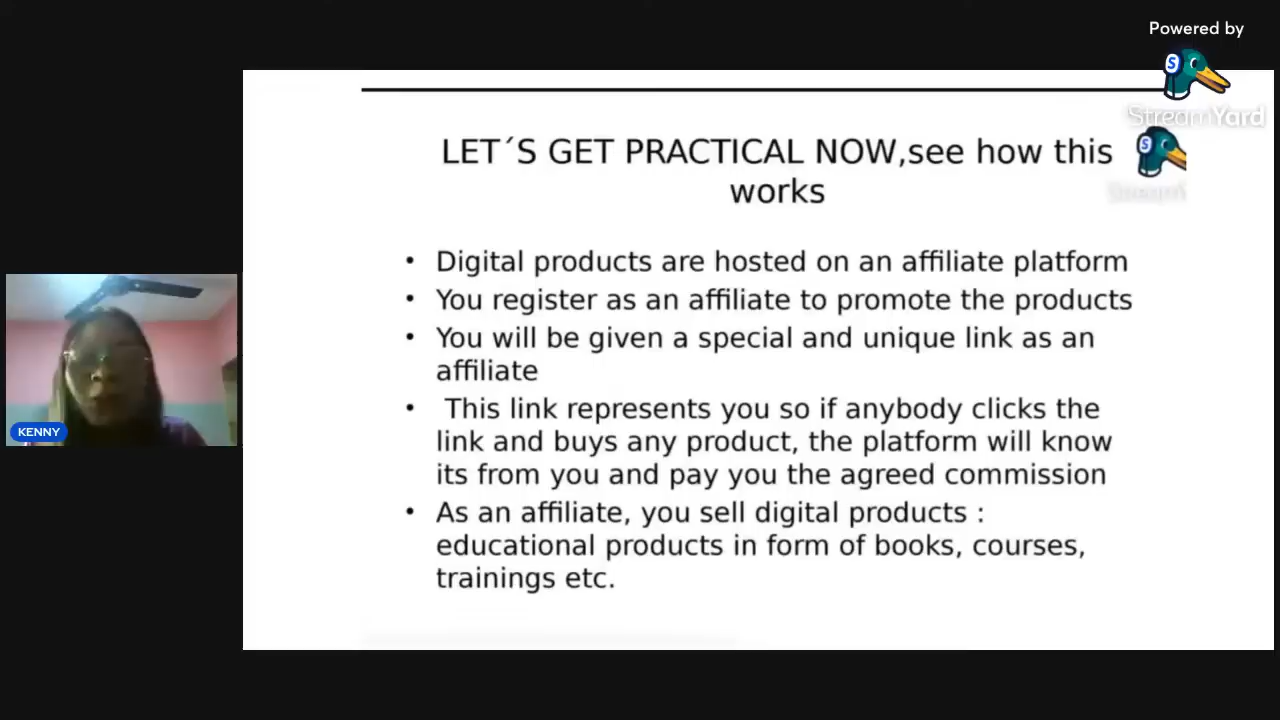 Powered by
StreamYard
LET´S GET PRACTICAL NOW,see how this
works
Stream
• Digital products are hosted on an affiliate platform
• You register as an affiliate to promote the products
• You will be given a special and unique link as an
affiliate
• This link represents you so if anybody clicks the
link and buys any product, the platform will know
its from you and pay you the agreed commission
• As an affiliate, you sell digital products :
educational products in form of books, courses,
trainings etc.
KENNY